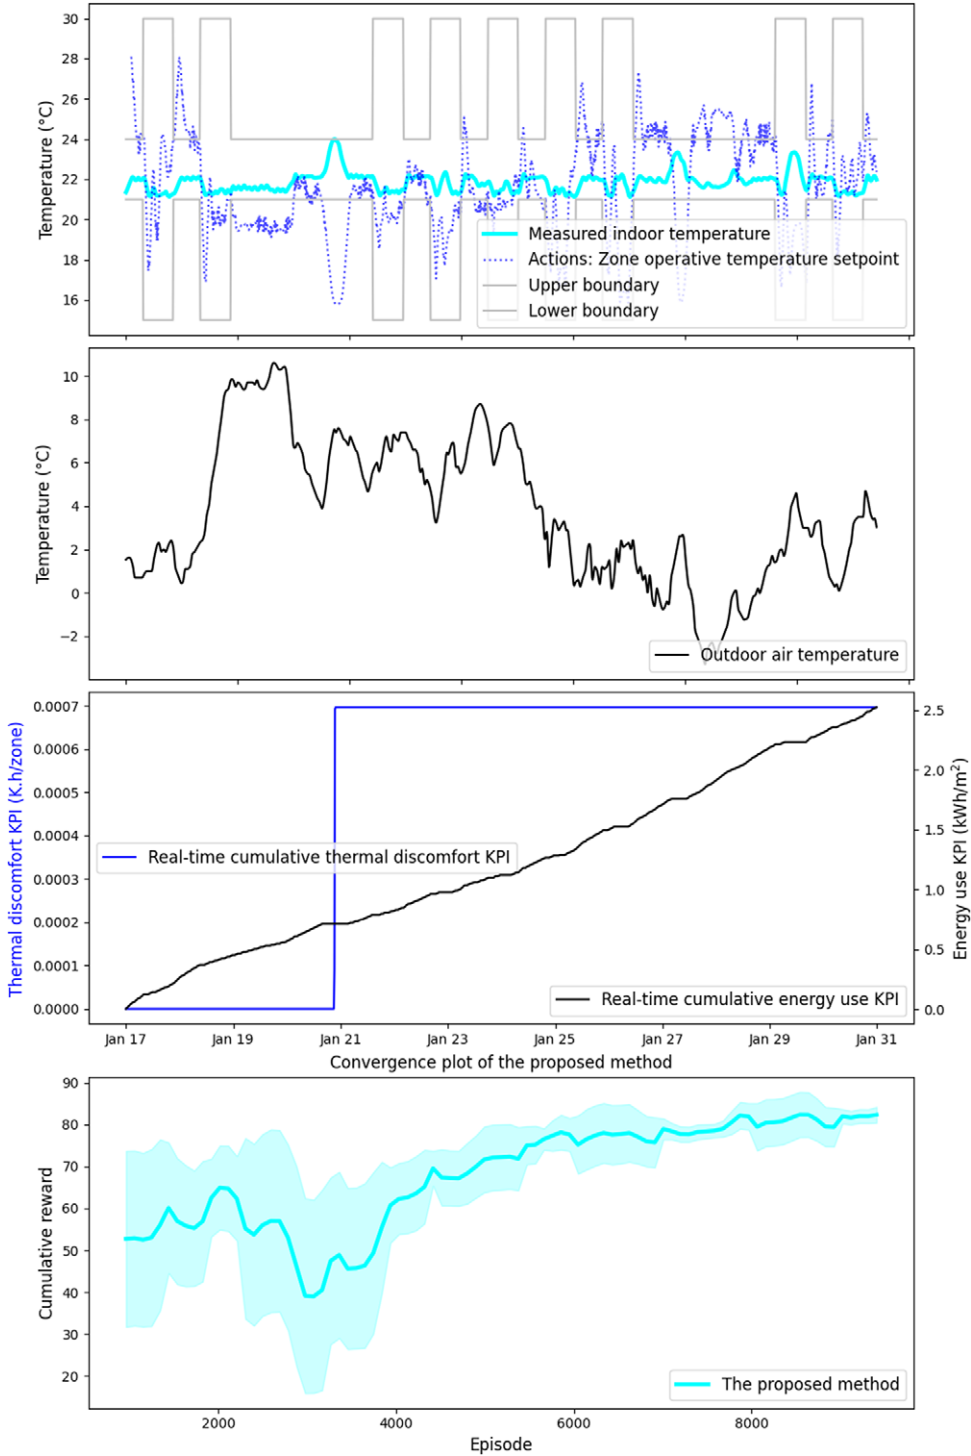 30
28
26
24
22
20
18
16
Temperature (°C)
Measured indoor temperature
Actions: Zone operative temperature setpoint
Upper boundary
Lower boundary
10
8
6
4
2
0
−2
Temperature (°C)
Outdoor air temperature
0.0007
0.0006
0.0005
0.0004
0.0003
0.0002
0.0001
0.0000
Thermal discomfort KPI (K.h/zone)
2.5
2.0
1.5
1.0
0.5
0.0
Energy use KPI (kWh/m²)
Real-time cumulative thermal discomfort KPI
Real-time cumulative energy use KPI
Jan 17 Jan 19 Jan 21 Jan 23 Jan 25 Jan 27 Jan 29 Jan 31
Convergence plot of the proposed method
90
80
70
60
50
40
30
20
Cumulative reward
The proposed method
2000 4000 6000 8000
Episode